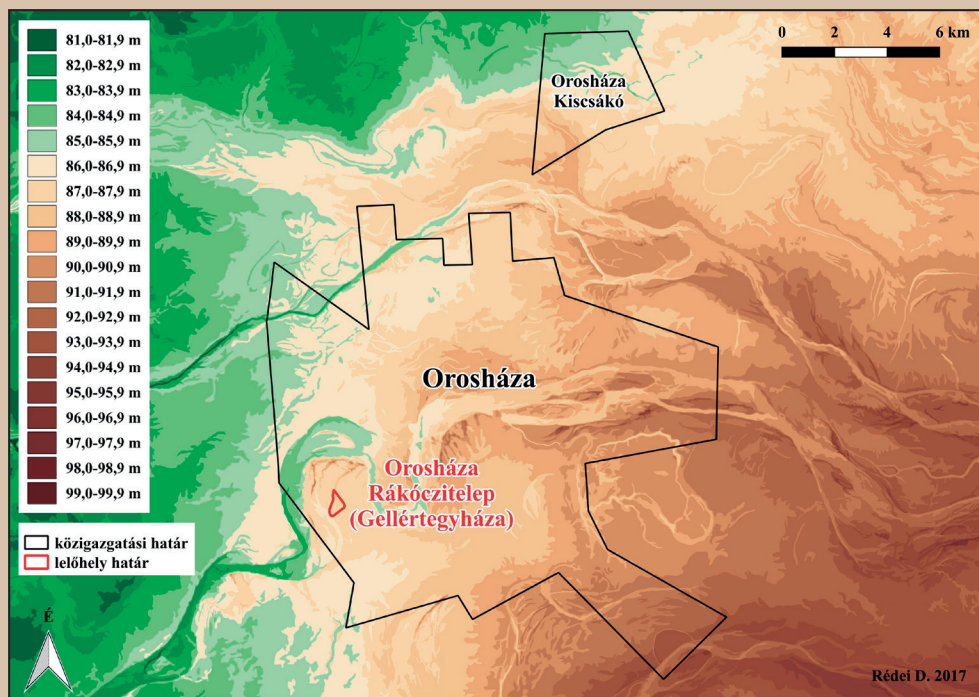 81,0-81,9 m
82,0-82,9 m
83,0-83,9 m
84,0-84,9 m
85,0-85,9 m
86,0-86,9 m
87,0-87,9 m
88,0-88,9 m
89,0-89,9 m
90,0-90,9 m
91,0-91,9 m
92,0-92,9 m
93,0-93,9 m
94,0-94,9 m
95,0-95,9 m
96,0-96,9 m
97,0-97,9 m
98,0-98,9 m
99,0-99,9 m
közigazgatási határ
lelőhely határ
É
0 2 4 6 km
Orosháza
Kiscsákó
Orosháza
Orosháza
Rákóczitelep
(Gellértegyháza)
Rédei D. 2017